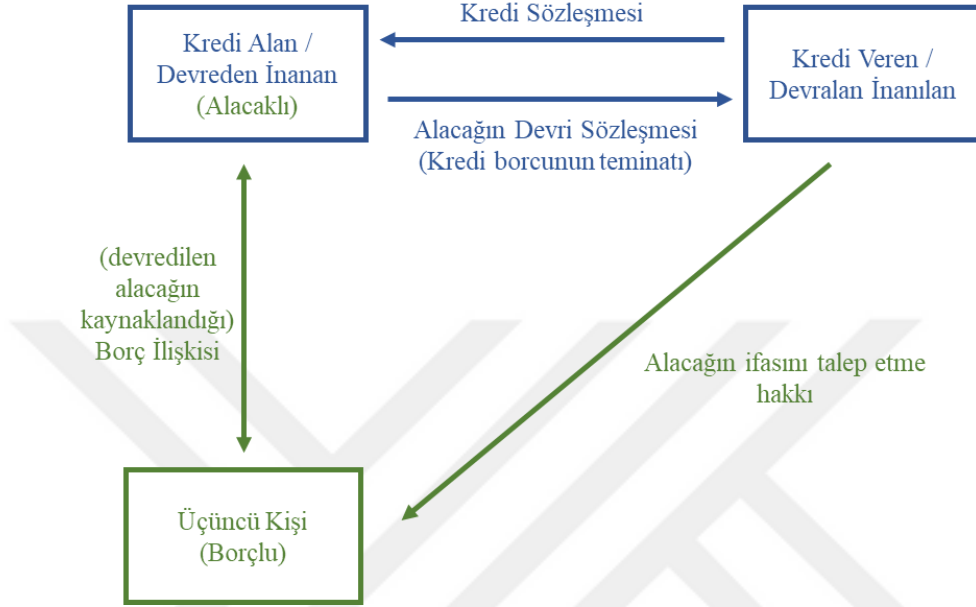 Kredi Sözleşmesi
Kredi Alan /
Devreden İnanan
(Alacaklı)
Kredi Veren /
Devralan İnanılan
Alacağın Devri Sözleşmesi
(Kredi borcunun teminatı)
(devredilen
alacağın
kaynaklandığı)
Borç İlişkisi
Alacağın ifasını talep etme
hakkı
Üçüncü Kişi
(Borçlu)